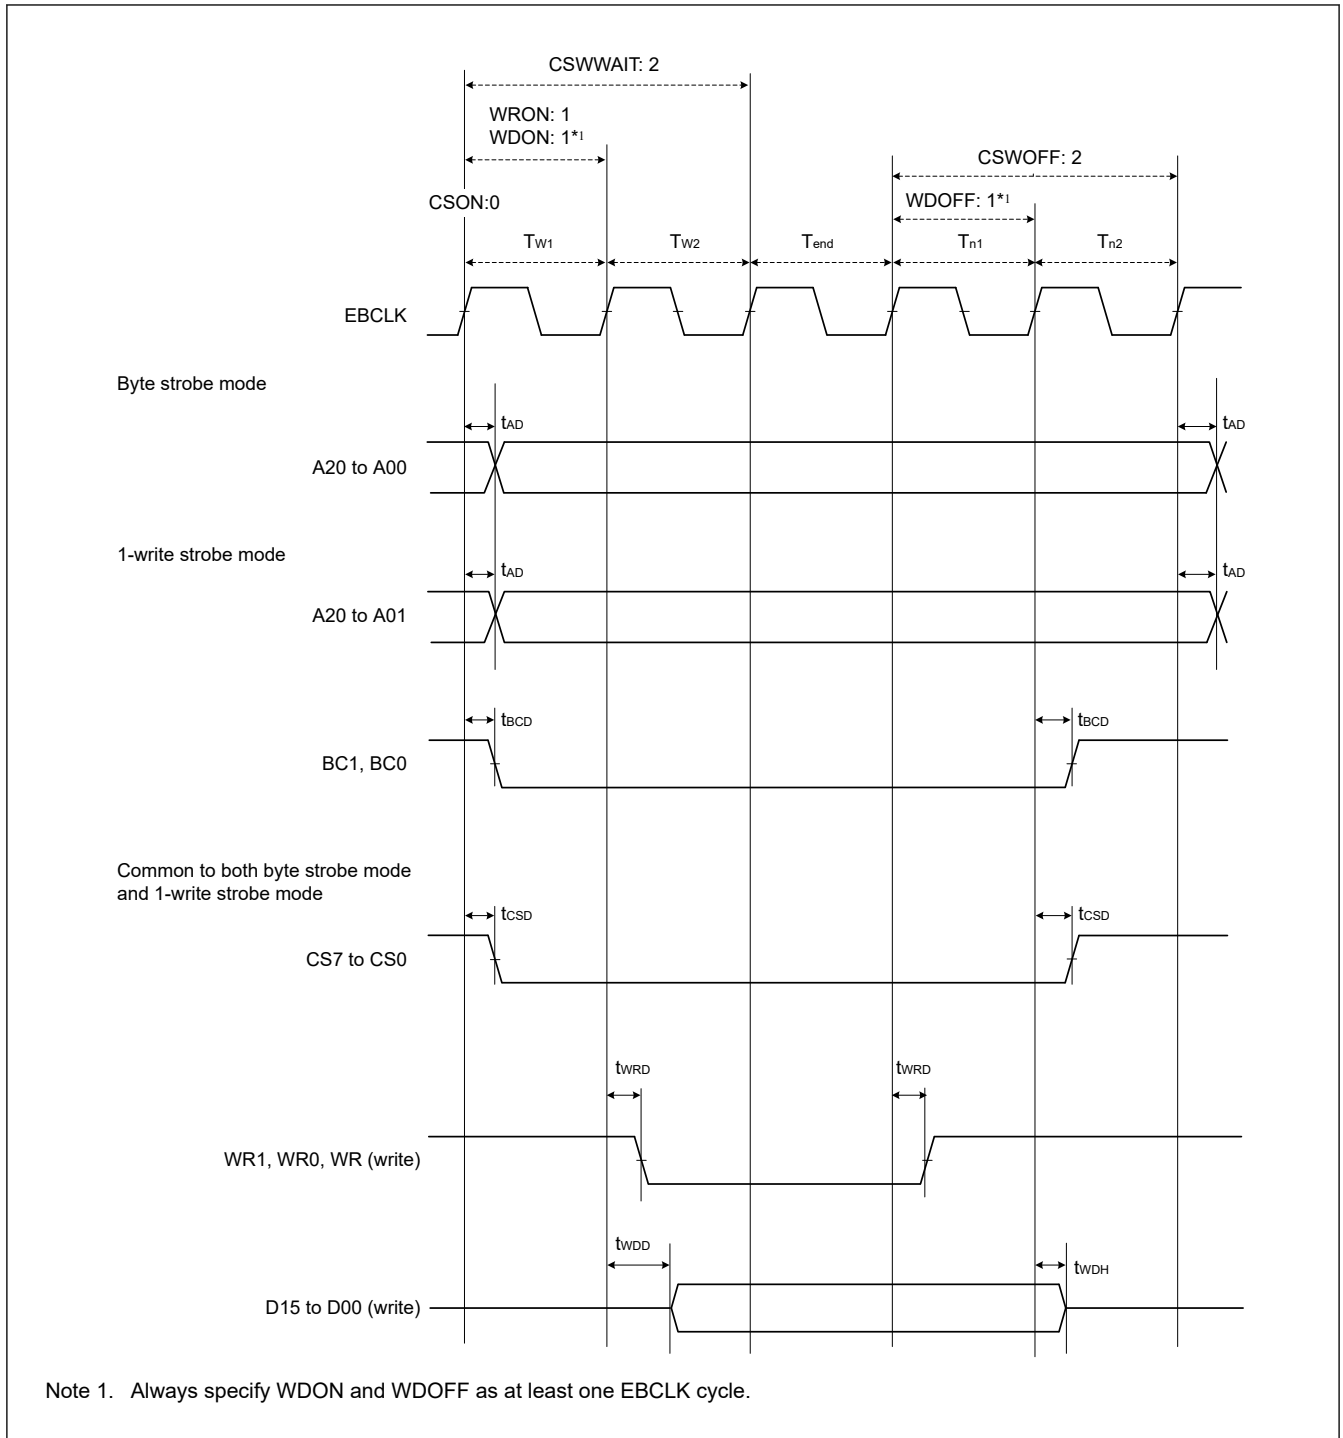 CSWWAIT: 2
WRON: 1
WDON: 1*1
CSWOFF: 2
CSON:0
WDOFF: 1*1
TW1
TW2
Tend
Tn1
Tn2
EBCLK
Byte strobe mode
tAD
tAD
A20 to A00
1-write strobe mode
tAD
tAD
A20 to A01
tBCD
tBCD
BC1, BC0
Common to both byte strobe mode
and 1-write strobe mode
tCSD
tCSD
CS7 to CS0
tWRD
tWRD
WR1, WR0, WR (write)
tWDD
tWDH
D15 to D00 (write)
Note 1. Always specify WDON and WDOFF as at least one EBCLK cycle.